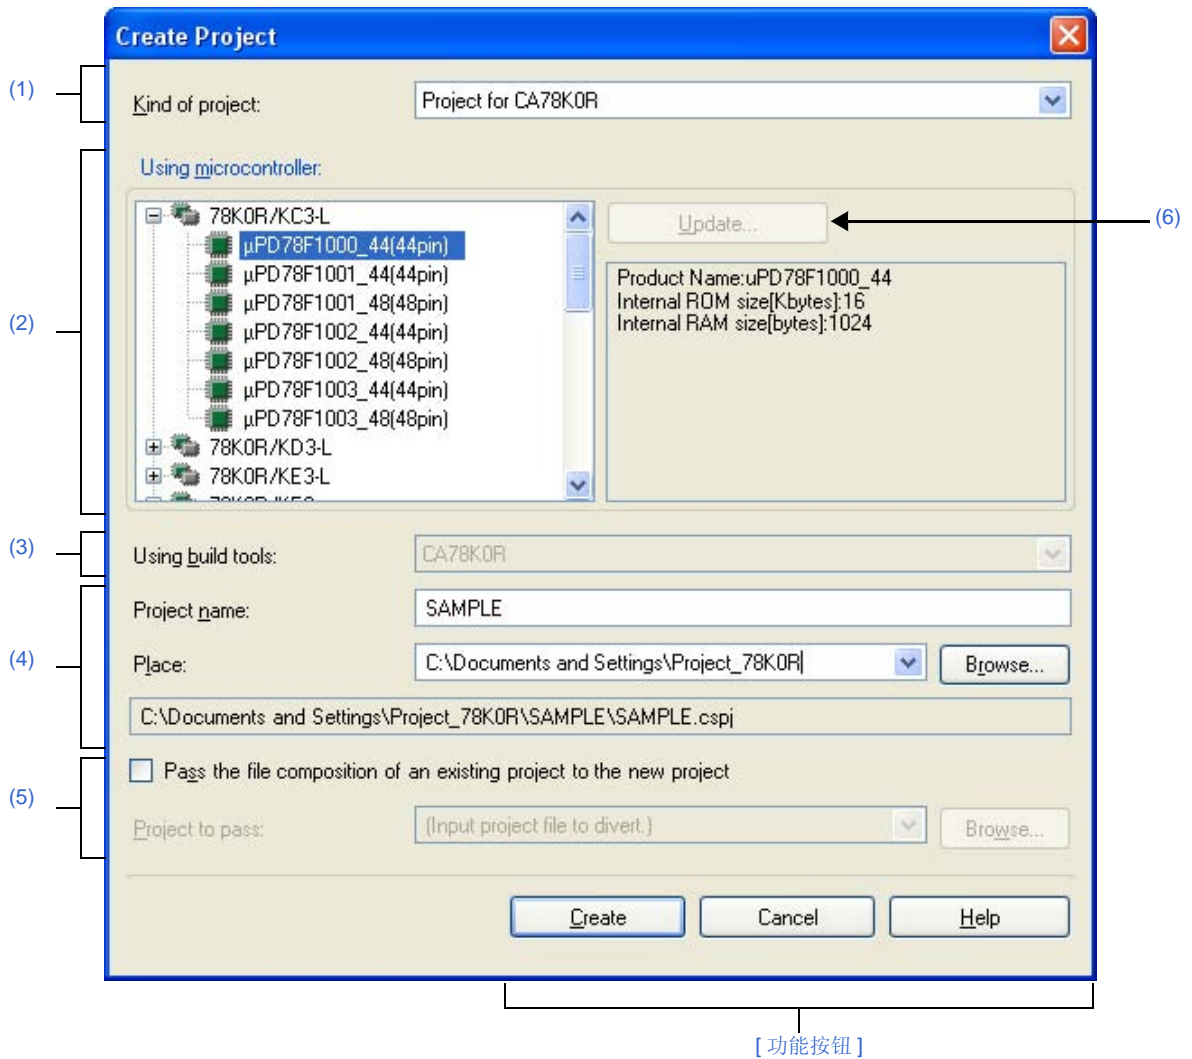 Create Project
(1)
Kind of project:
Project for CA78K0R
Using microcontroller:
78K0R/KC3-L
μPD78F1000_44(44pin)
μPD78F1001_44(44pin)
μPD78F1001_48(48pin)
μPD78F1002_44(44pin)
μPD78F1002_48(48pin)
μPD78F1003_44(44pin)
μPD78F1003_48(48pin)
78K0R/KD3-L
78K0R/KE3-L
(2)
Update...
(6)
Product Name:uPD78F1000_44
Internal ROM size[Kbytes]:16
Internal RAM size[bytes]:1024
(3)
Using build tools:
CA78K0R
Project name:
SAMPLE
(4)
Place:
C:\Documents and Settings\Project_78K0R
Browse...
C:\Documents and Settings\Project_78K0R\SAMPLE\SAMPLE.cspj
Pass the file composition of an existing project to the new project
(5)
Project to pass:
(Input project file to divert.)
Browse...
Create
Cancel
Help
[ 功能按钮 ]